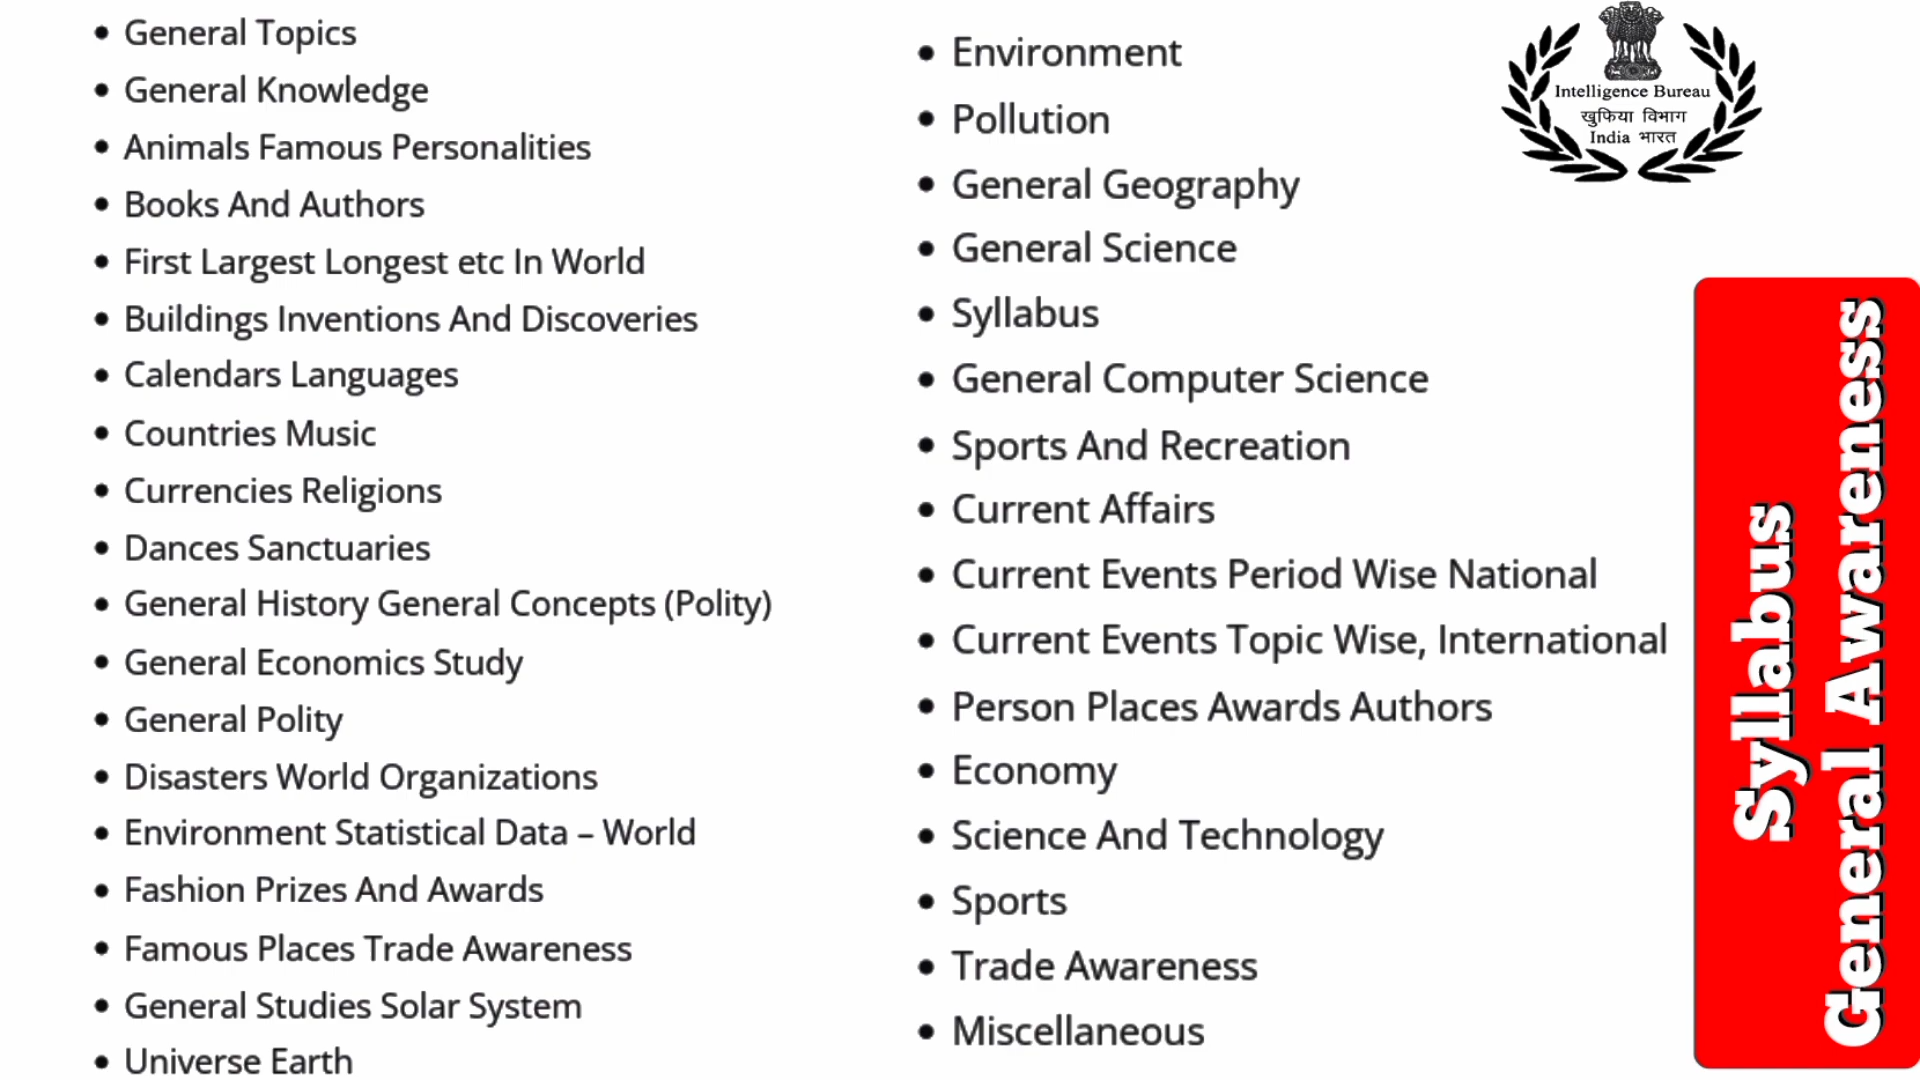 • General Topics
• General Knowledge
• Animals Famous Personalities
• Books And Authors
• First Largest Longest etc In World
• Buildings Inventions And Discoveries
• Calendars Languages
• Countries Music
• Currencies Religions
• Dances Sanctuaries
• General History General Concepts (Polity)
• General Economics Study
• General Polity
• Disasters World Organizations
• Environment Statistical Data – World
• Fashion Prizes And Awards
• Famous Places Trade Awareness
• General Studies Solar System
• Universe Earth
• Environment
• Pollution
• General Geography
• General Science
• Syllabus
• General Computer Science
• Sports And Recreation
• Current Affairs
• Current Events Period Wise National
• Current Events Topic Wise, International
• Person Places Awards Authors
• Economy
• Science And Technology
• Sports
• Trade Awareness
• Miscellaneous
Intelligence Bureau
खुफिया विभाग
India भारत
Syllabus
General Awareness